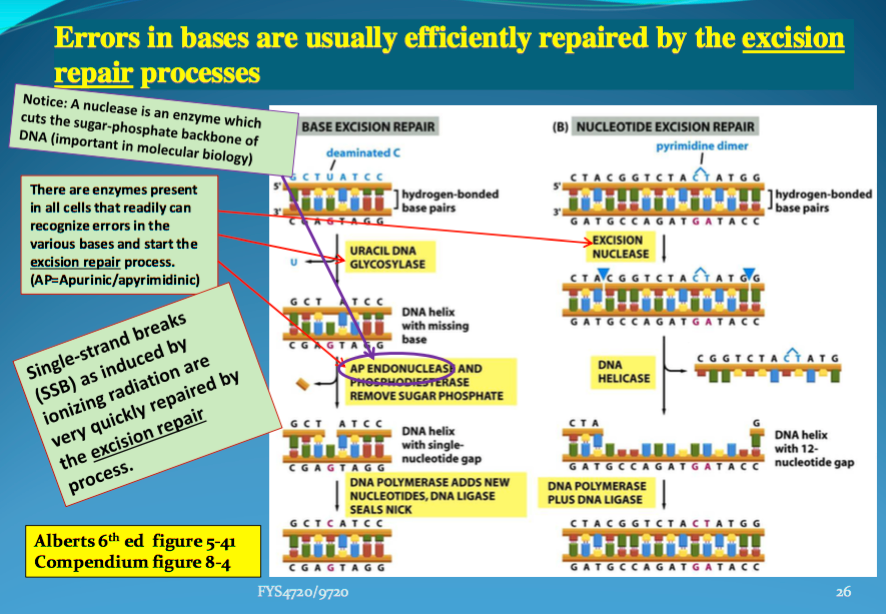 Errors in bases are usually efficiently repaired by the excision
repair processes
Notice: A nuclease is an enzyme which
cuts the sugar-phosphate backbone of
DNA (important in molecular biology)
There are enzymes present
in all cells that readily can
recognize errors in the
various bases and start the
excision repair process.
(AP=Apurinic/apyrimidinic)
Single-strand breaks
(SSB) as induced by
ionizing radiation are
very quickly repaired by
the excision repair
process.
Alberts 6th ed figure 5-41
Compendium figure 8-4
BASE EXCISION REPAIR
deaminated C
G C T U A T C C
5'
hydrogen-bonded
base pairs
3'
C G A G T A G G
URACIL DNA
GLYCOSYLASE
U
G C T A T C C
DNA helix
with missing
base
C G A G T A G G
AP ENDONUCLEASE AND
PHOSPHODIESTERASE
REMOVE SUGAR PHOSPHATE
G C T A T C C
DNA helix
with single-
nucleotide gap
C G A G T A G G
DNA POLYMERASE ADDS NEW
NUCLEOTIDES, DNA LIGASE
SEALS NICK
G C T C A T C C
C G A G T A G G
(B) NUCLEOTIDE EXCISION REPAIR
pyrimidine dimer
C T A C G G T C T A C T A T G G
5'
hydrogen-bonded
base pairs
3'
G A T G C C A G A T G A T A C C
EXCISION
NUCLEASE
C T A C G G T C T A C T A T G G
G A T G C C A G A T G A T A C C
DNA
HELICASE
C G G T C T A C T A T G
C T A G
DNA helix
with 12-
nucleotide gap
G A T G C C A G A T G A T A C C
DNA POLYMERASE
PLUS DNA LIGASE
C T A C G G T C T A C T A T G G
G A T G C C A G A T G A T A C C
FYS4720/9720
26